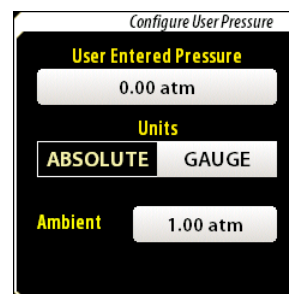 Configure User Pressure
User Entered Pressure
0.00 atm
Units
ABSOLUTE GAUGE
Ambient 1.00 atm